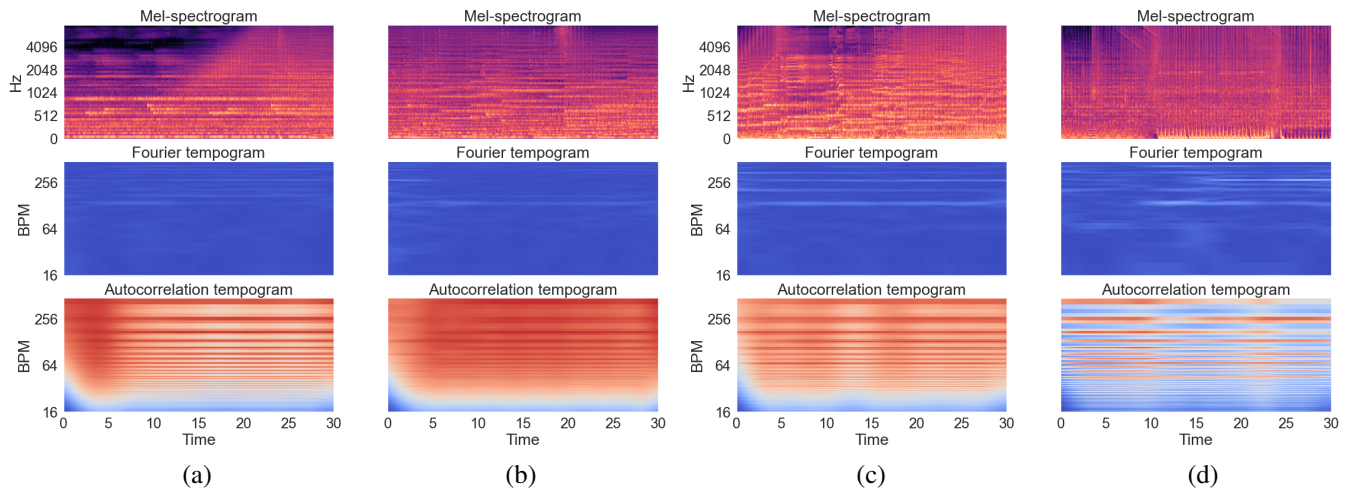 Mel-spectrogram Mel-spectrogram Mel-spectrogram Mel-spectrogram
4096 4096
2048 2048
Hz Hz
1024 1024
512 512
0 0
Fourier tempogram Fourier tempogram Fourier tempogram Fourier tempogram
256 256
BPM BPM
64 64
16 16
Autocorrelation tempogram Autocorrelation tempogram Autocorrelation tempogram Autocorrelation tempogram
256 256
BPM BPM
64 64
16 16
0 5 10 15 20 25 30 0 5 10 15 20 25 30 0 5 10 15 20 25 30 0 5 10 15 20 25 30
Time Time Time Time
(a) (b) (c) (d)